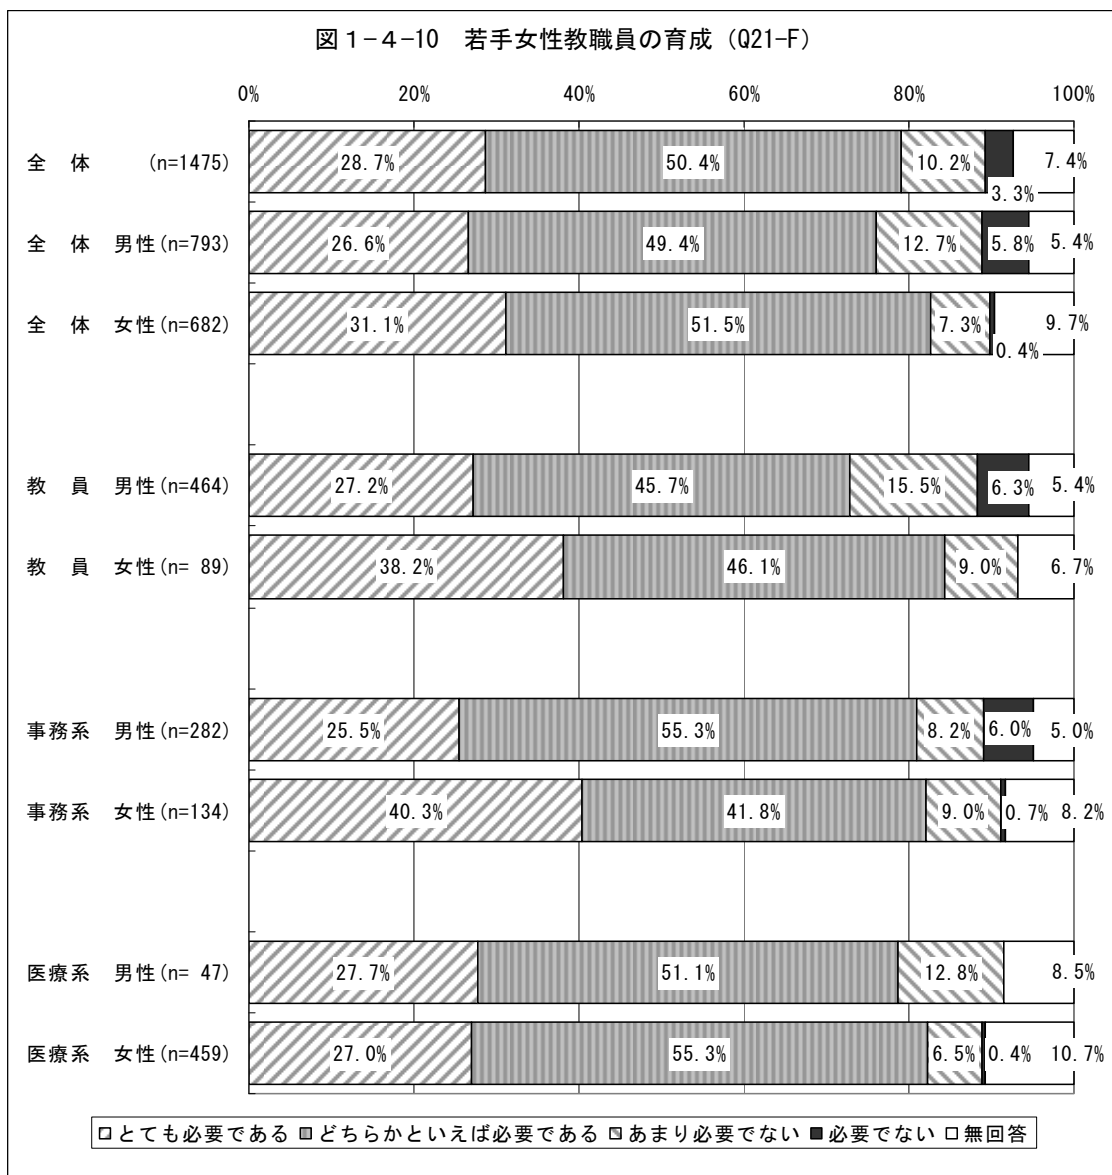 図1-4-10 若手女性教職員の育成（Q21-F）
0% 20% 40% 60% 80% 100%
全 体 (n=1475) 28.7% 50.4% 10.2% 3.3% 7.4%
全 体 男性(n=793) 26.6% 49.4% 12.7% 5.8% 5.4%
全 体 女性(n=682) 31.1% 51.5% 7.3% 0.4% 9.7%
教 員 男性(n=464) 27.2% 45.7% 15.5% 6.3% 5.4%
教 員 女性(n= 89) 38.2% 46.1% 9.0% 6.7%
事務系 男性(n=282) 25.5% 55.3% 8.2% 6.0% 5.0%
事務系 女性(n=134) 40.3% 41.8% 9.0% 0.7% 8.2%
医療系 男性(n= 47) 27.7% 51.1% 12.8% 8.5%
医療系 女性(n=459) 27.0% 55.3% 6.5% 0.4% 10.7%
とても必要である どちらかといえば必要である あまり必要でない 必要でない 無回答